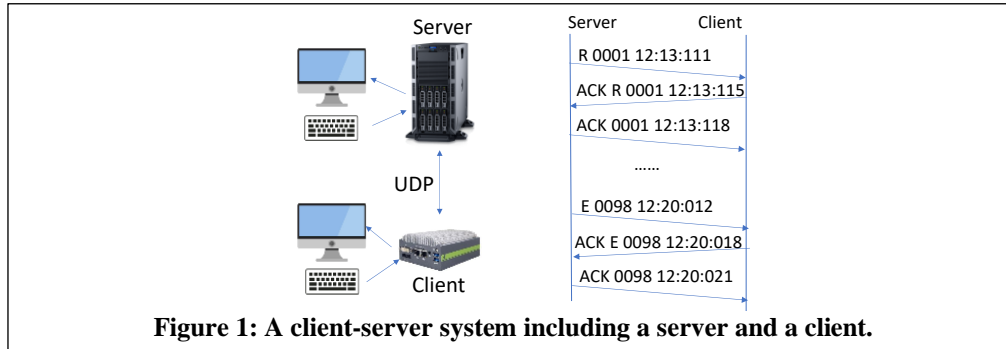 Server
UDP
Client
Server Client
R 0001 12:13:111
ACK R 0001 12:13:115
ACK 0001 12:13:118
......
E 0098 12:20:012
ACK E 0098 12:20:018
ACK 0098 12:20:021
Figure 1: A client-server system including a server and a client.